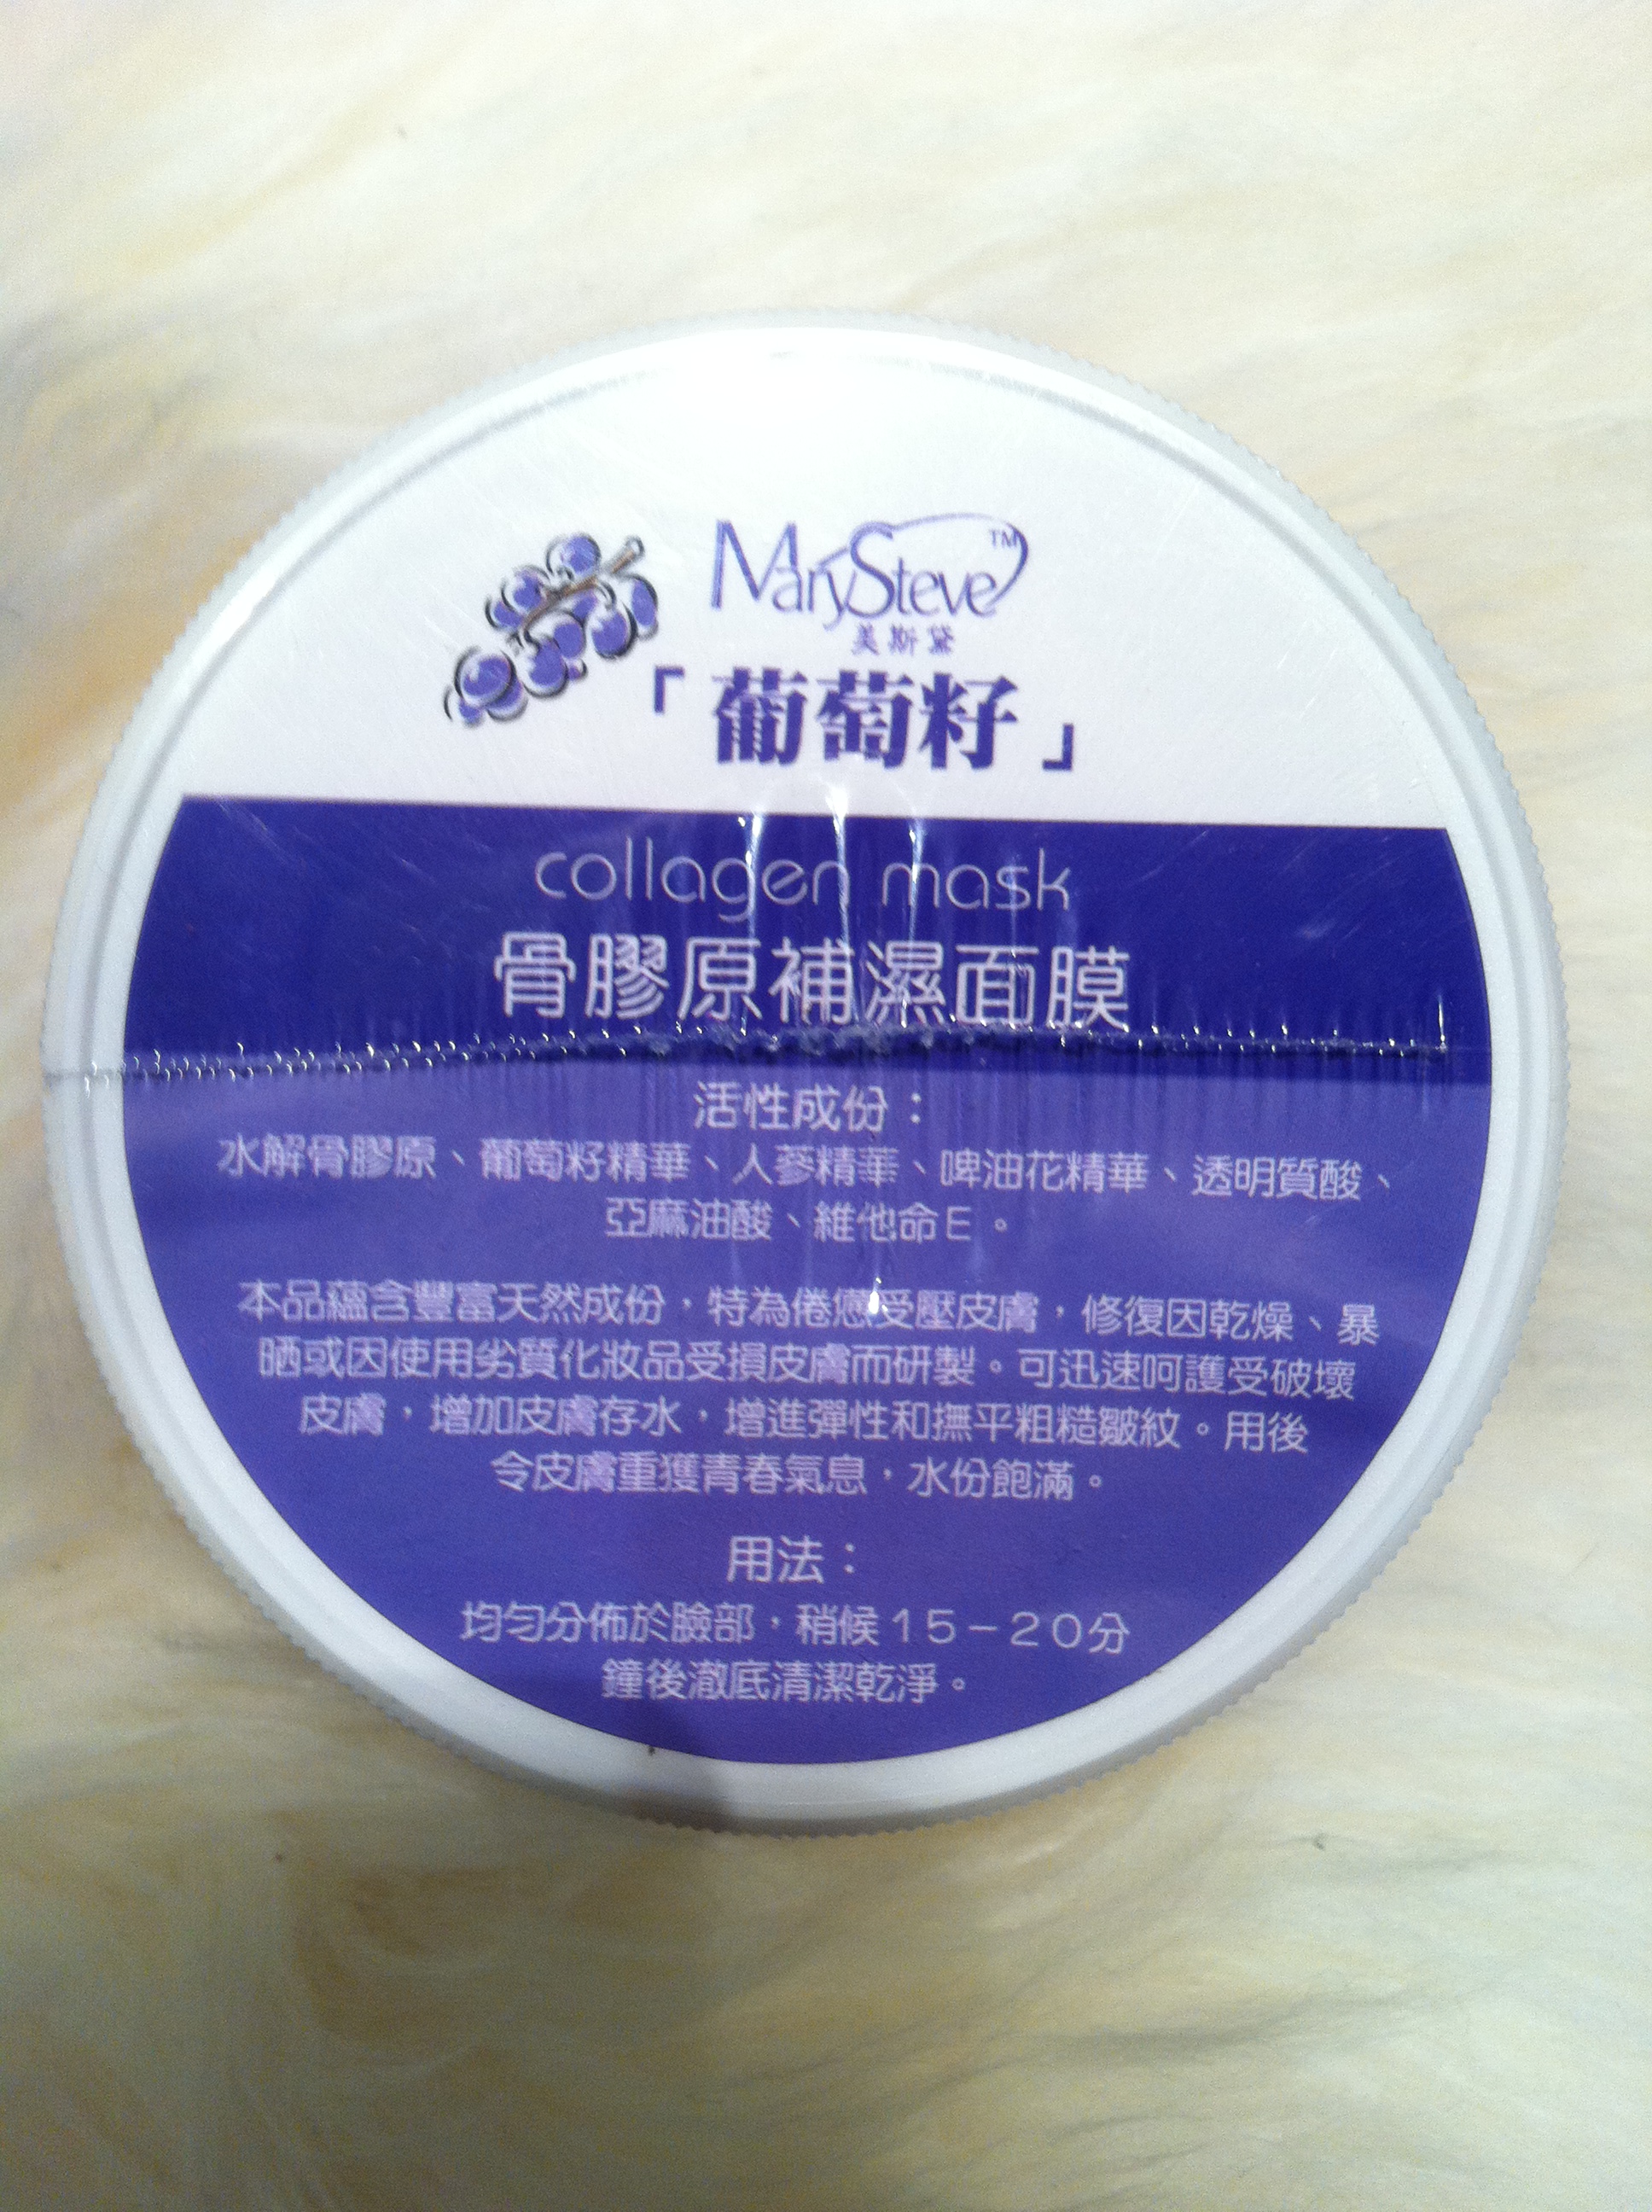 MarySteve™
美斯黛
「葡萄籽」
collagen mask
骨膠原補濕面膜
活性成份：
水解骨膠原、葡萄籽精華、人蔘精華、啤油花精華、透明質酸、
亞麻油酸、維他命E。
本品蘊含豐富天然成份，特為倦憊受壓皮膚，修復因乾燥、暴
晒或因使用劣質化妝品受損皮膚而研製。可迅速呵護受破壞
皮膚，增加皮膚存水，增進彈性和撫平粗糙皺紋。用後
令皮膚重獲青春氣息，水份飽滿。
用法：
均勻分佈於臉部，稍候15-20分
鐘後澈底清潔乾淨。